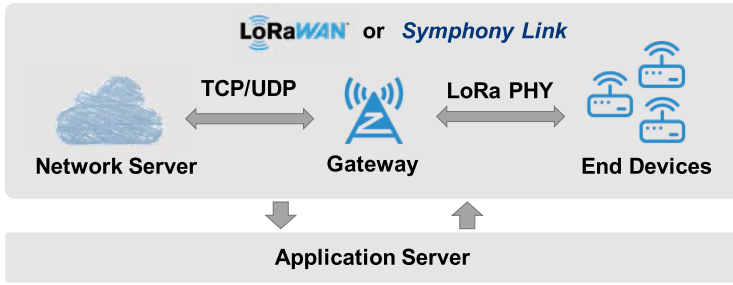 LoRaWAN or Symphony Link
TCP/UDP
LoRa PHY
Network Server
Gateway
End Devices
Application Server